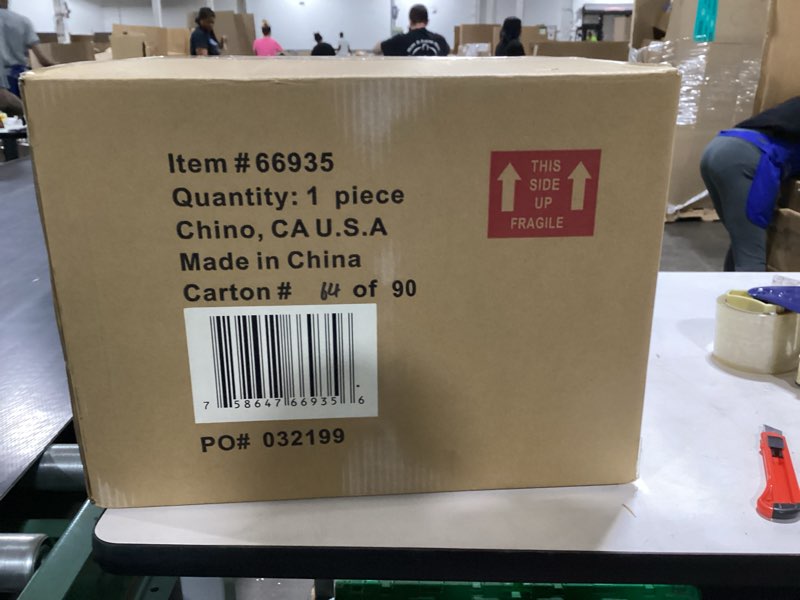 Item # 66935
Quantity: 1 piece
Chino, CA U.S.A
Made in China
Carton # 64 of 90
7 58647 66935 6
PO# 032199
THIS
SIDE
UP
FRAGILE